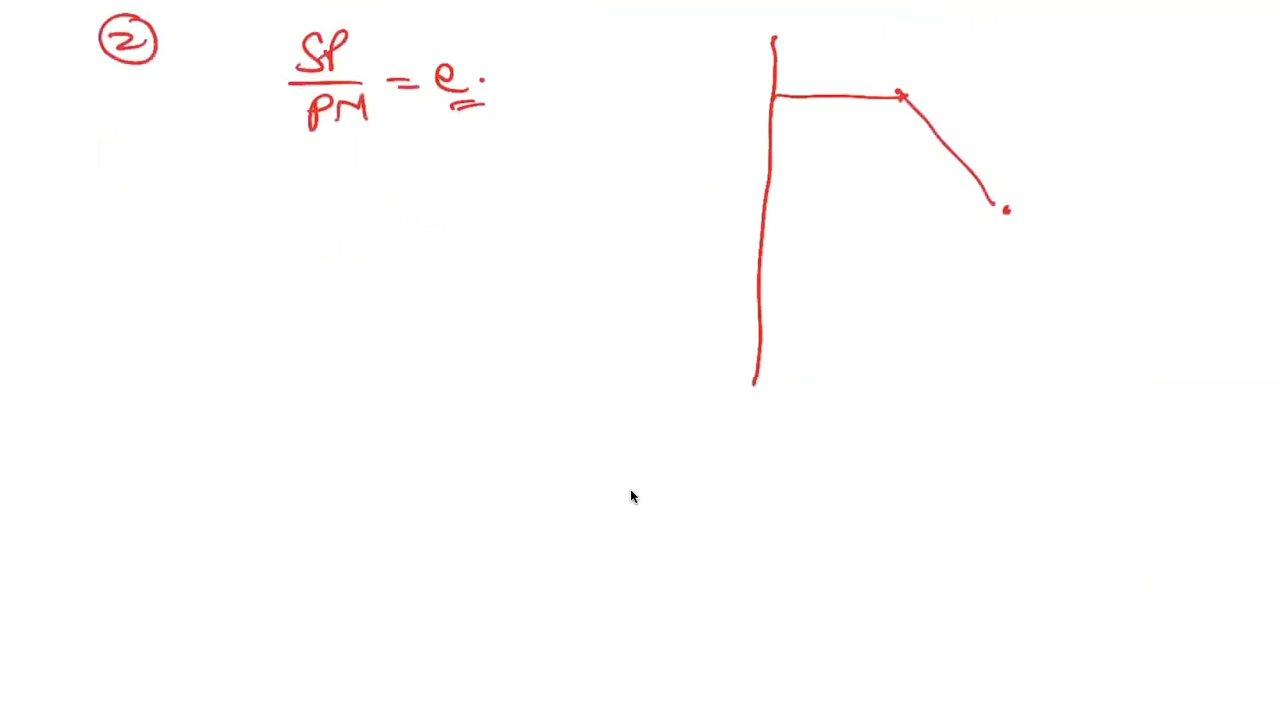 ②
SP/PM = e.